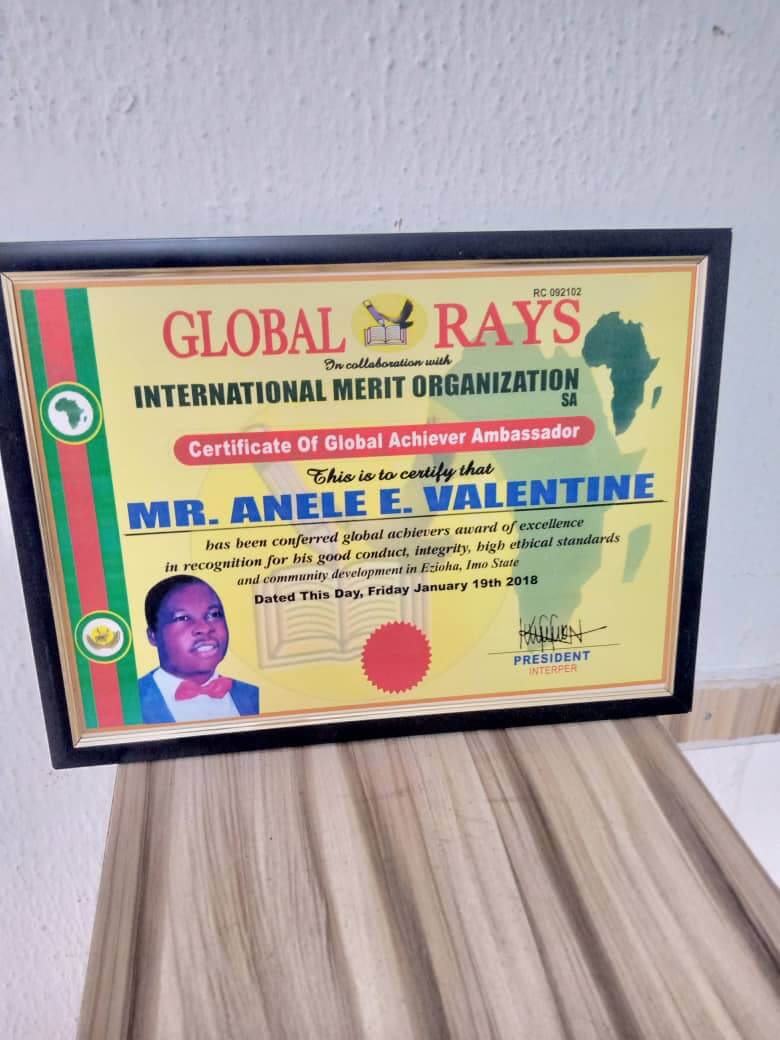 RC 092102
GLOBAL RAYS
In collaboration with
INTERNATIONAL MERIT ORGANIZATION
SA
Certificate Of Global Achiever Ambassador
This is to certify that
MR. ANELE E. VALENTINE
has been conferred global achievers award of excellence
in recognition for his good conduct, integrity, high ethical standards
and community development in Ezioha, Imo State
Dated This Day, Friday January 19th 2018
PRESIDENT
INTERPER